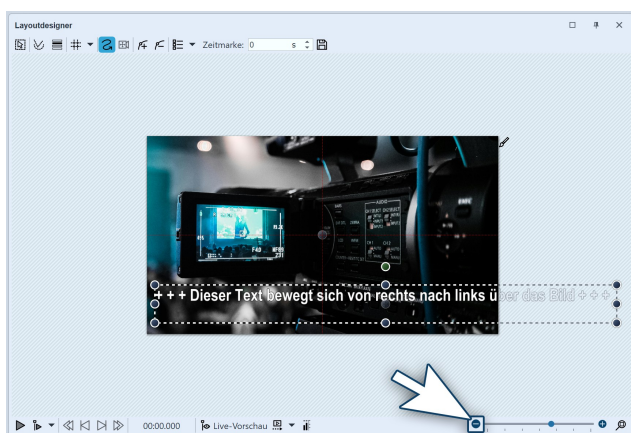 Layoutdesigner
Zeitmarke: 0 s
+ + + Dieser Text bewegt sich von rechts nach links über das Bild + + +
00:00.000 Live-Vorschau